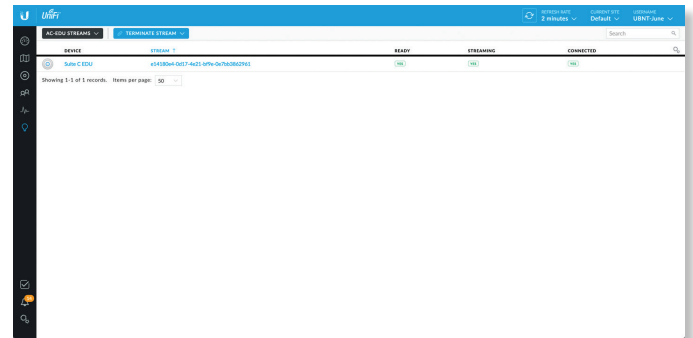 U UniFi REFRESH RATE CURRENT SITE USERNAME
2 minutes Default UBNT-June
AC-EDU STREAMS TERMINATE STREAM Search
DEVICE STREAM ↑ READY STREAMING CONNECTED
Suite C EDU e14180e4-0d17-4e21-bf9e-0e7bb3862961 YES YES YES
Showing 1-1 of 1 records. Items per page: 50